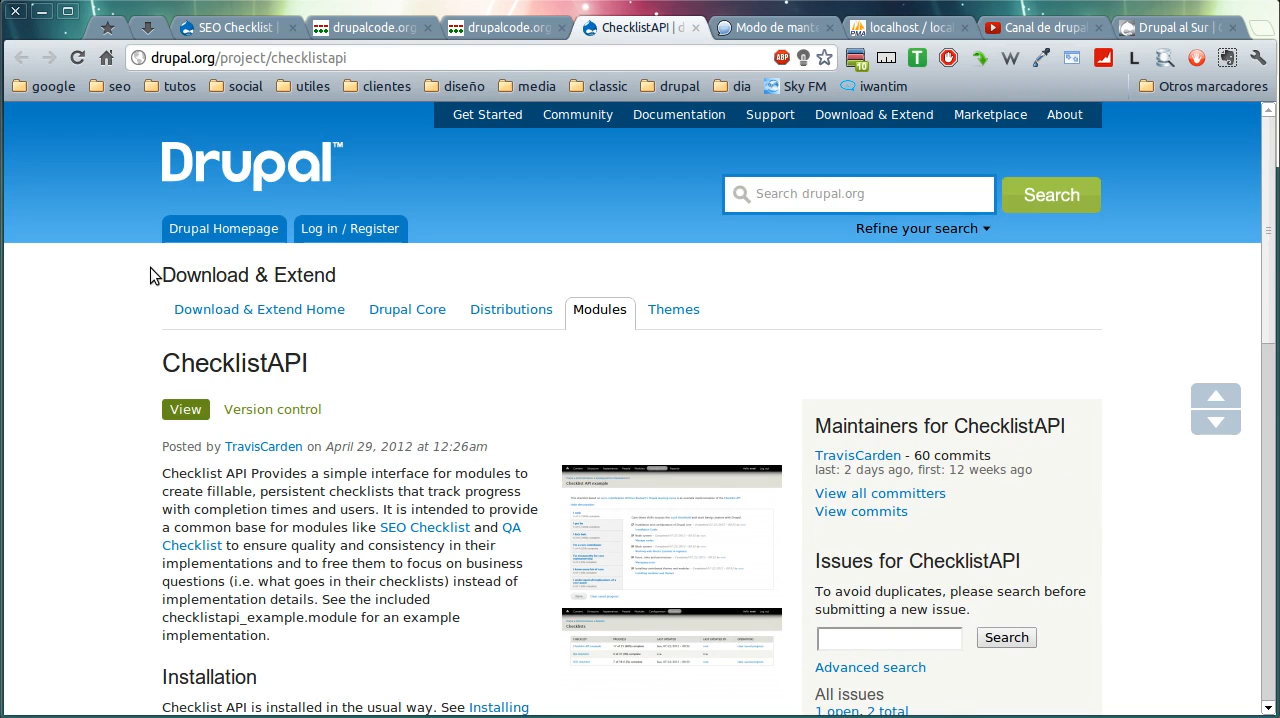 SEO Checklist |
drupalcode.org
drupalcode.org
ChecklistAPI | d
Modo de mante
localhost / local
Canal de drupal
Drupal al Sur |
drupal.org/project/checklistapi
ABP
10
T
W
L
google
seo
tutos
social
utiles
clientes
diseño
media
classic
drupal
dia
Sky FM
iwantim
Otros marcadores
Get Started
Community
Documentation
Support
Download & Extend
Marketplace
About
Drupal™
Search drupal.org
Search
Drupal Homepage
Log in / Register
Refine your search
Download & Extend
Download & Extend Home
Drupal Core
Distributions
Modules
Themes
ChecklistAPI
View
Version control
Posted by TravisCarden on April 29, 2012 at 12:26am
Checklist API Provides a simple interface for modules to
create fillable, persistent checklists that track progress
with completion times and users. It is intended to provide
a common base for modules like SEO Checklist and QA
Checklist to ensure quality and consistency in their
implementations and free them to focus on business
questions (i.e. what goes in the checklists) instead of
implementation details. See the included
checklistapi_example.module for an example
implementation.
Installation
Checklist API is installed in the usual way. See Installing
Maintainers for ChecklistAPI
TravisCarden - 60 commits
last: 2 days ago, first: 12 weeks ago
View all committers
View commits
Issues for ChecklistAPI
To avoid duplicates, please search before
submitting a new issue.
Search
Advanced search
All issues
1 open, 2 total